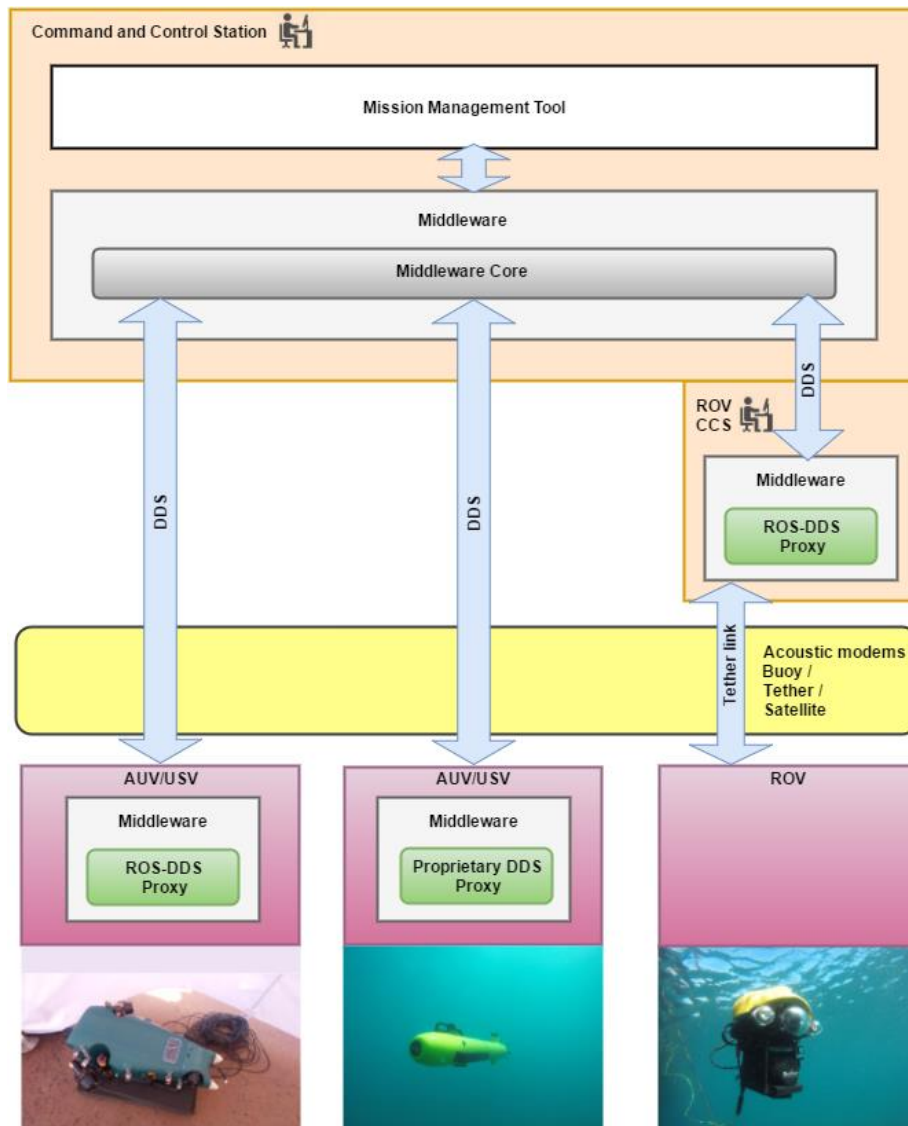 Command and Control Station
Mission Management Tool
Middleware
Middleware Core
DDS
DDS
DDS
ROV
CCS
Middleware
ROS-DDS
Proxy
Tether link
Acoustic modems
Buoy /
Tether /
Satellite
AUV/USV
Middleware
ROS-DDS
Proxy
AUV/USV
Middleware
Proprietary DDS
Proxy
ROV